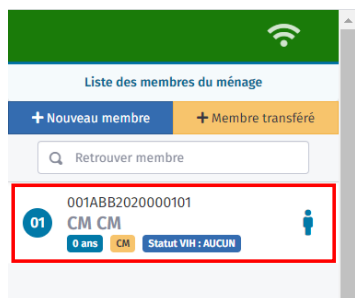 Liste des membres du ménage
+ Nouveau membre + Membre transféré
Retrouver membre
001ABB2020000101
01 CM CM
0 ans CM Statut VIH : AUCUN